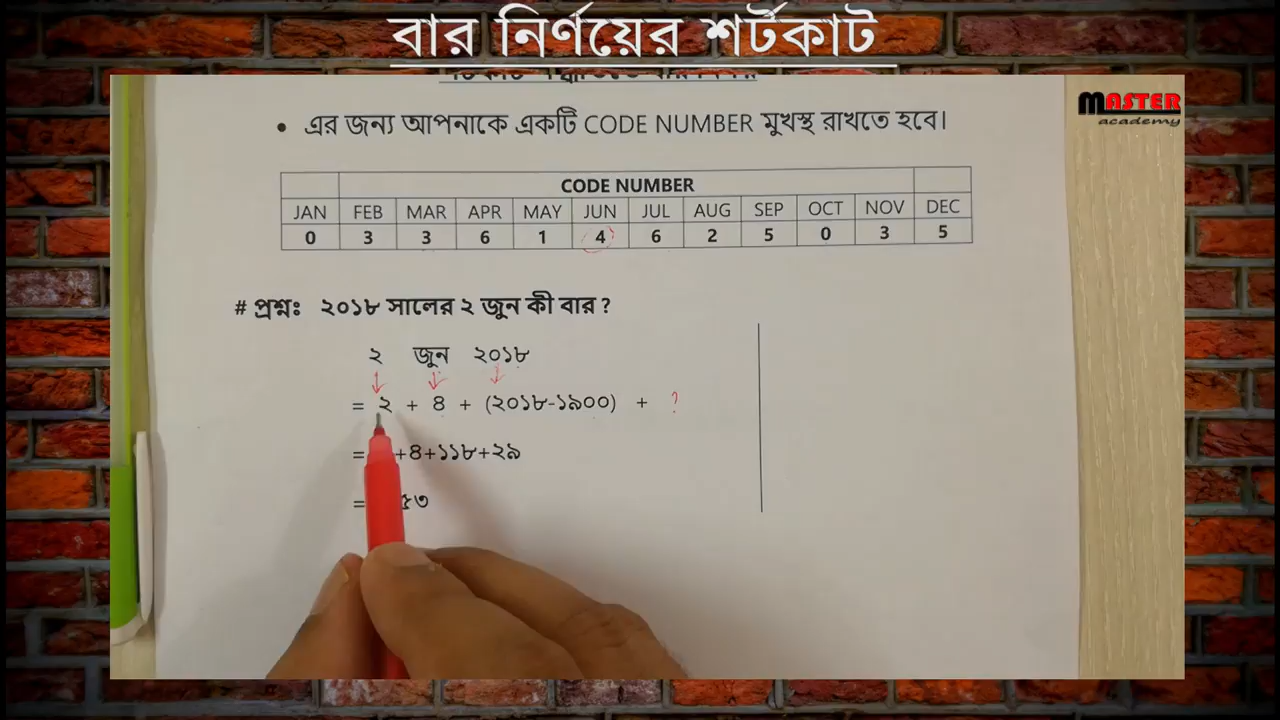 বার নির্ণয়ের শর্টকাট
MASTER
academy
• এর জন্য আপনাকে একটি CODE NUMBER মুখস্থ রাখতে হবে।
CODE NUMBER
JAN FEB MAR APR MAY JUN JUL AUG SEP OCT NOV DEC
0 3 3 6 1 4 6 2 5 0 3 5
# প্রশ্নঃ ২০১৮ সালের ২ জুন কী বার ?
২ জুন ২০১৮
= ২ + ৪ + (২০১৮-১৯০০) + ?
= +৪+১১৮+২৯
= ৫৩